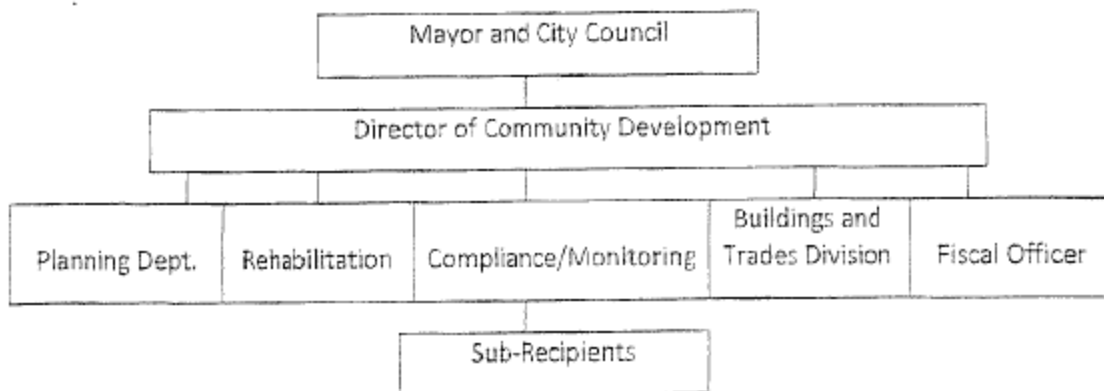 Mayor and City Council
Director of Community Development
Planning Dept.
Rehabilitation
Compliance/Monitoring
Buildings and
Trades Division
Fiscal Officer
Sub-Recipients